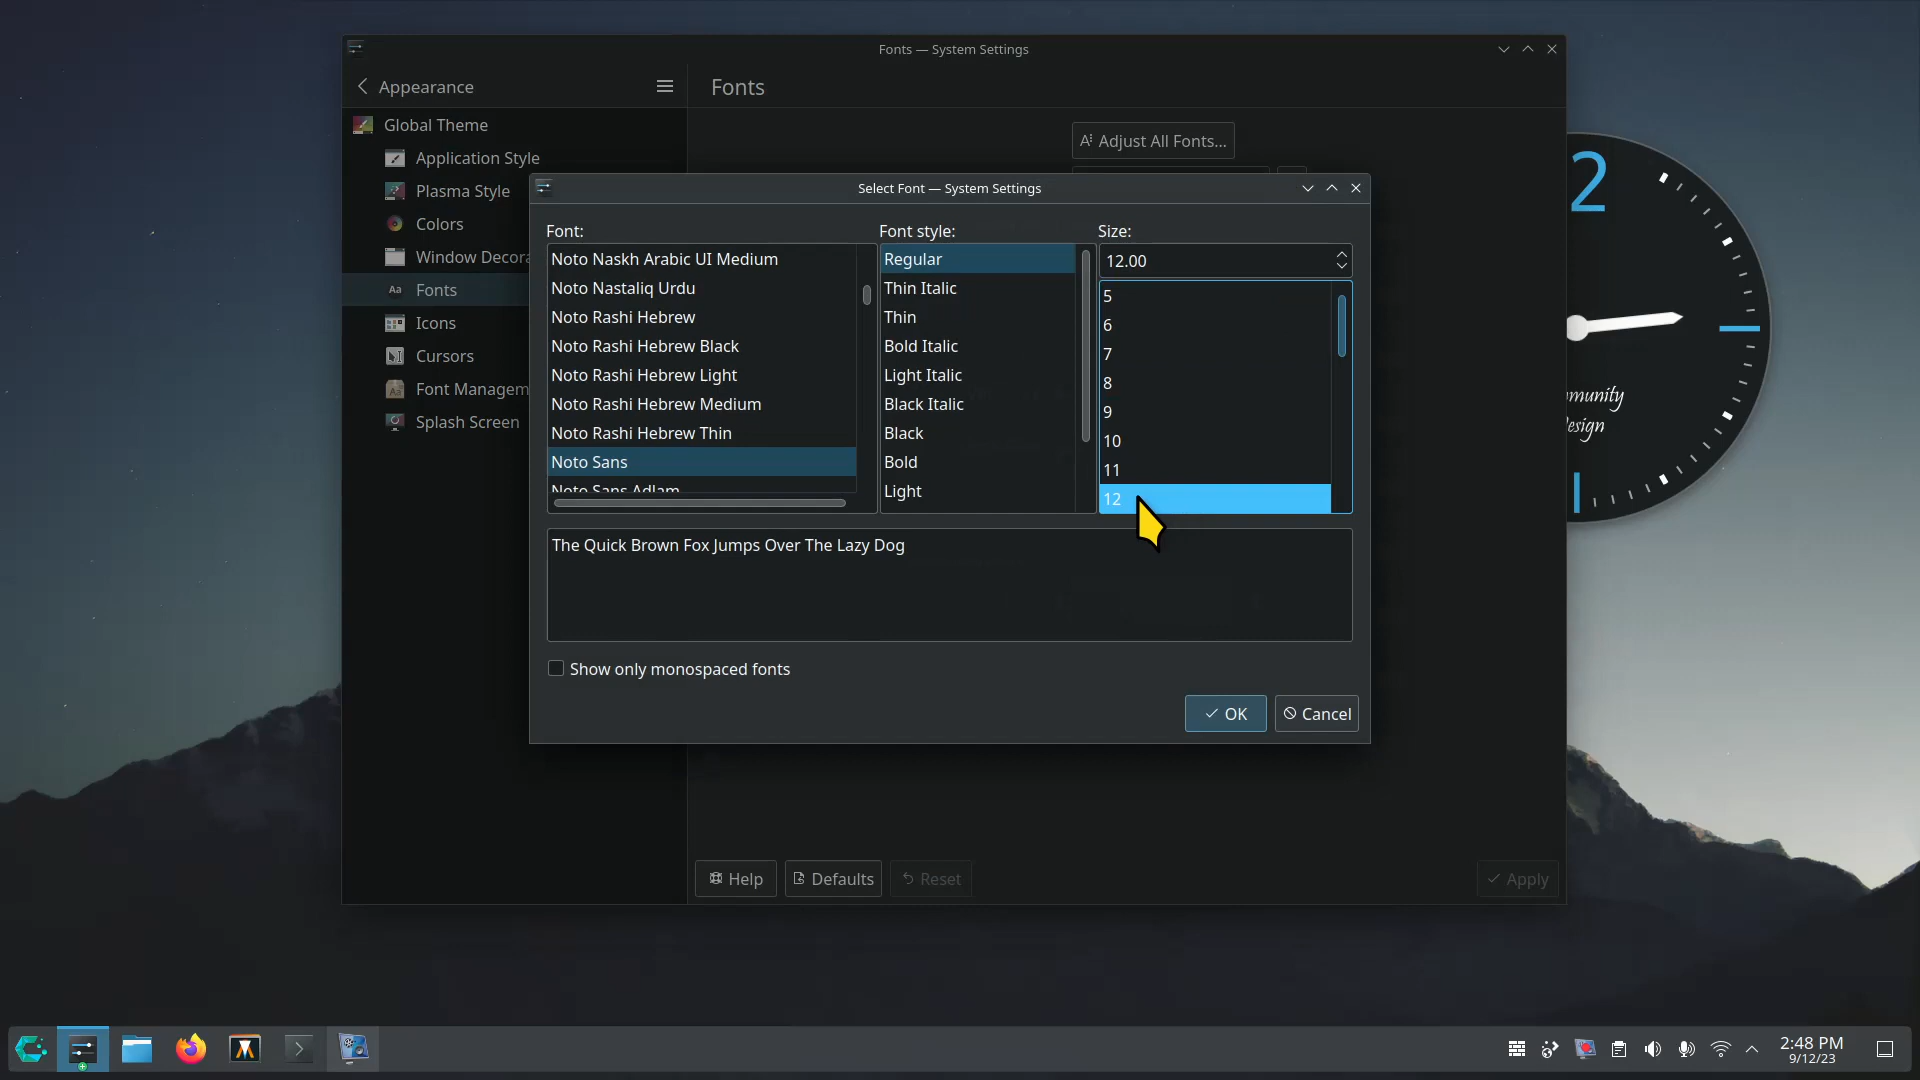 Fonts — System Settings
Appearance
Fonts
Global Theme
Application Style
Plasma Style
Colors
Window Decora
Fonts
Icons
Cursors
Font Managem
Splash Screen
Adjust All Fonts...
Select Font — System Settings
Font:
Noto Naskh Arabic UI Medium
Noto Nastaliq Urdu
Noto Rashi Hebrew
Noto Rashi Hebrew Black
Noto Rashi Hebrew Light
Noto Rashi Hebrew Medium
Noto Rashi Hebrew Thin
Noto Sans
Noto Sans Adlam
Font style:
Regular
Thin Italic
Thin
Bold Italic
Light Italic
Black Italic
Black
Bold
Light
Size:
12.00
5
6
7
8
9
10
11
12
The Quick Brown Fox Jumps Over The Lazy Dog
Show only monospaced fonts
OK
Cancel
Help
Defaults
Reset
Apply
2
mmunity
esign
2:48 PM
9/12/23